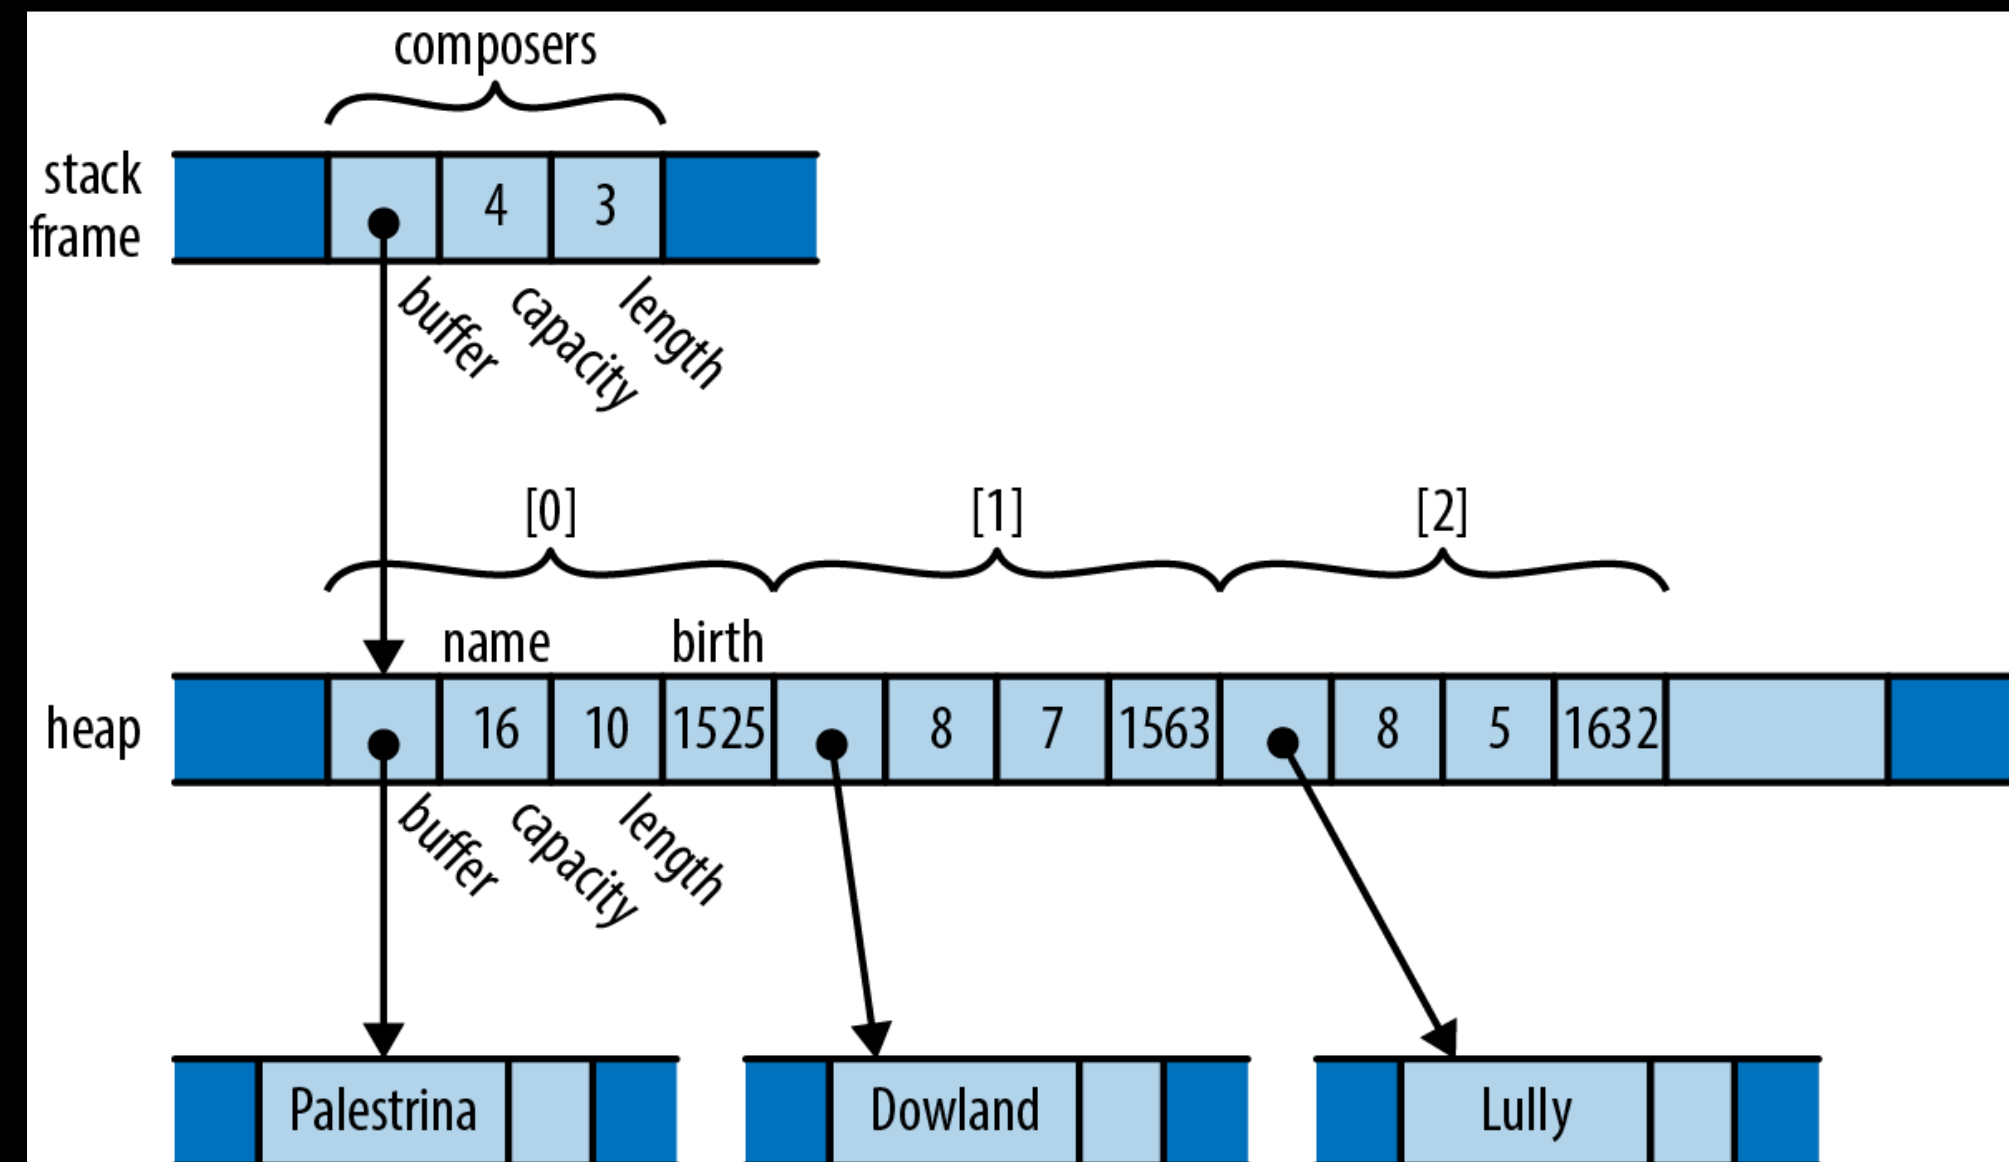 composers
stack
frame
4 3
buffer capacity length
[0] [1] [2]
name birth
heap
16 10 1525 8 7 1563 8 5 1632
buffer capacity length
Palestrina Dowland Lully